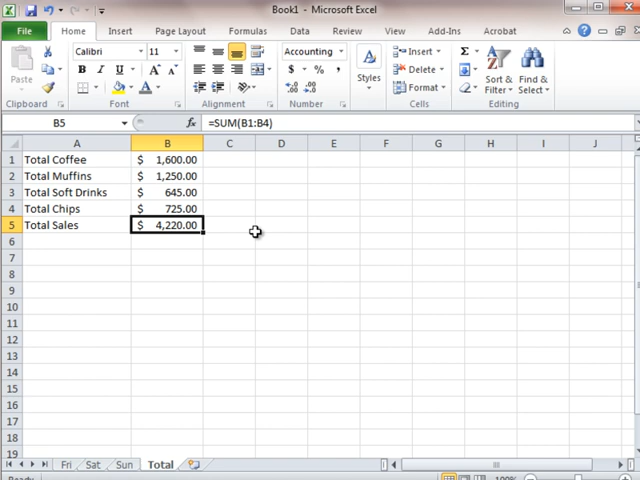 Book1 - Microsoft Excel
File Home Insert Page Layout Formulas Data Review View Add-Ins Acrobat
Calibri 11 Accounting Insert Σ
Paste B I U A A $ % , Styles Delete Sort & Filter Find & Select
Format
Clipboard Font Alignment Number Cells Editing
B5 fx =SUM(B1:B4)
A B C D E F G H I J
1 Total Coffee $ 1,600.00
2 Total Muffins $ 1,250.00
3 Total Soft Drinks $ 645.00
4 Total Chips $ 725.00
5 Total Sales $ 4,220.00
6
7
8
9
10
11
12
13
14
15
16
17
18
19
Fri Sat Sun Total